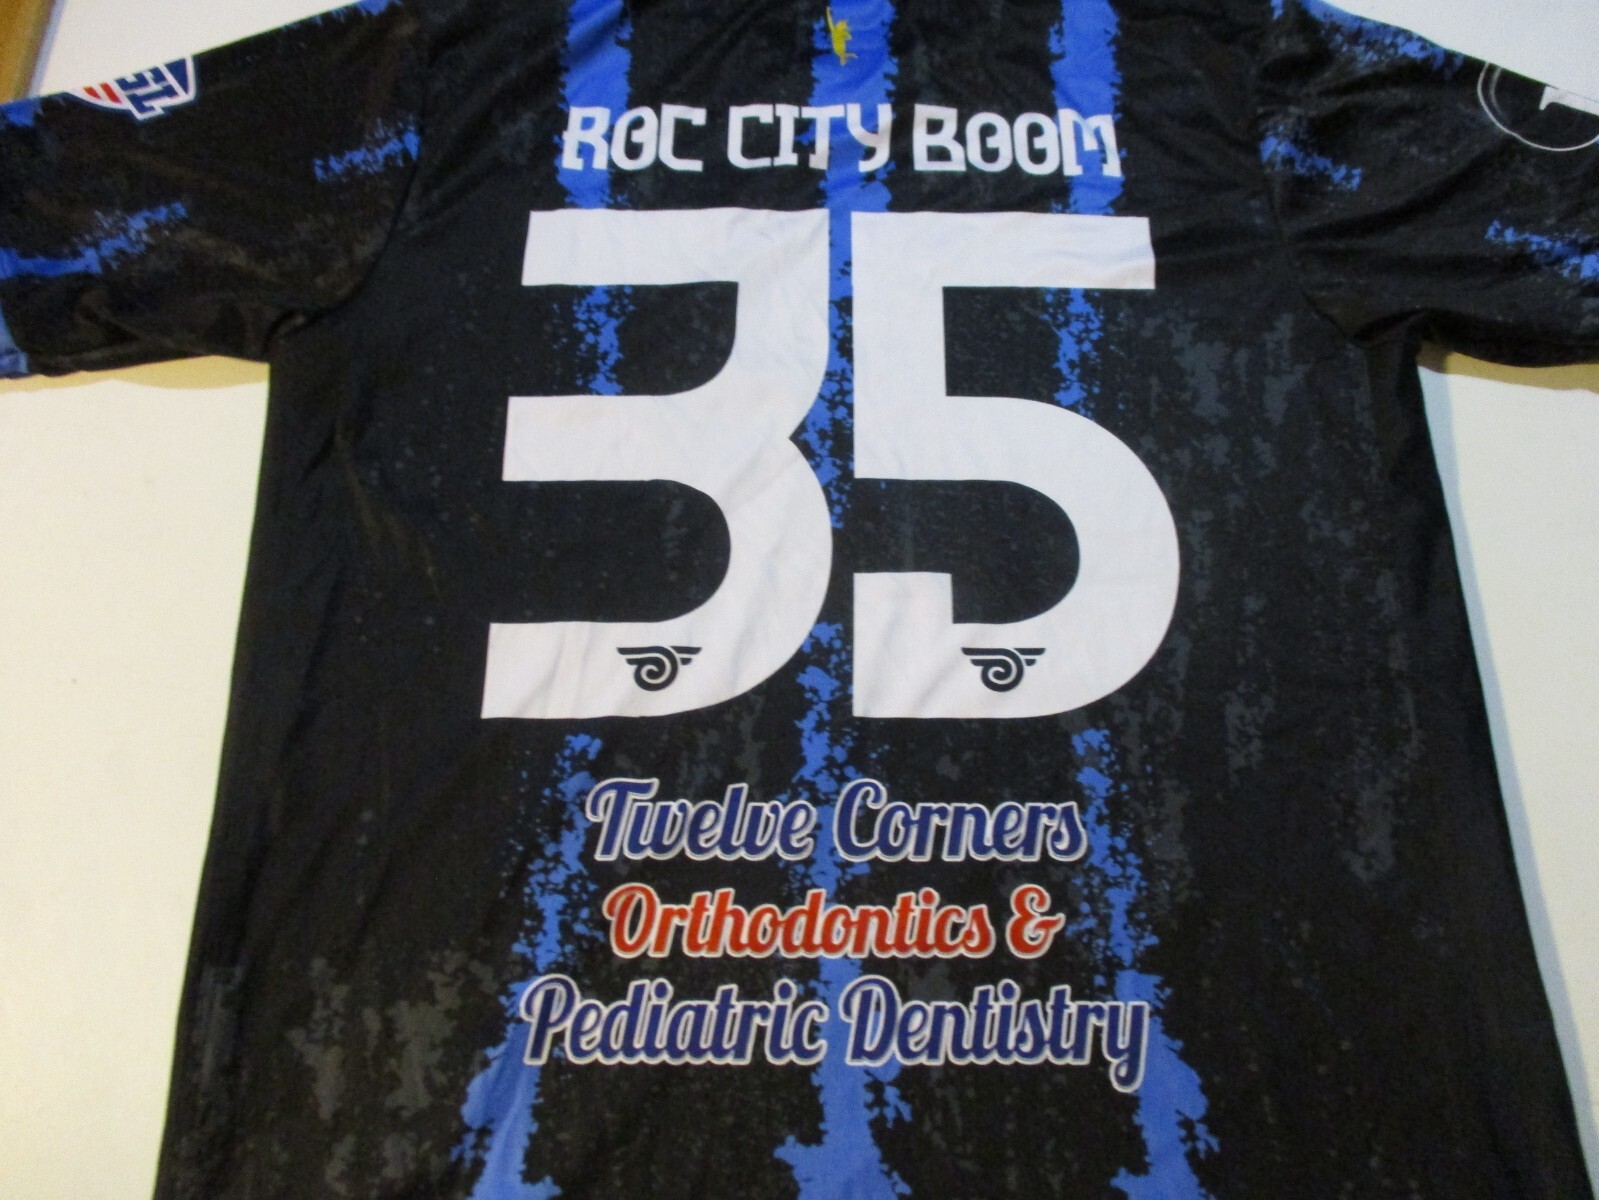 ROC CITY BOOM
35
Twelve Corners
Orthodontics &
Pediatric Dentistry